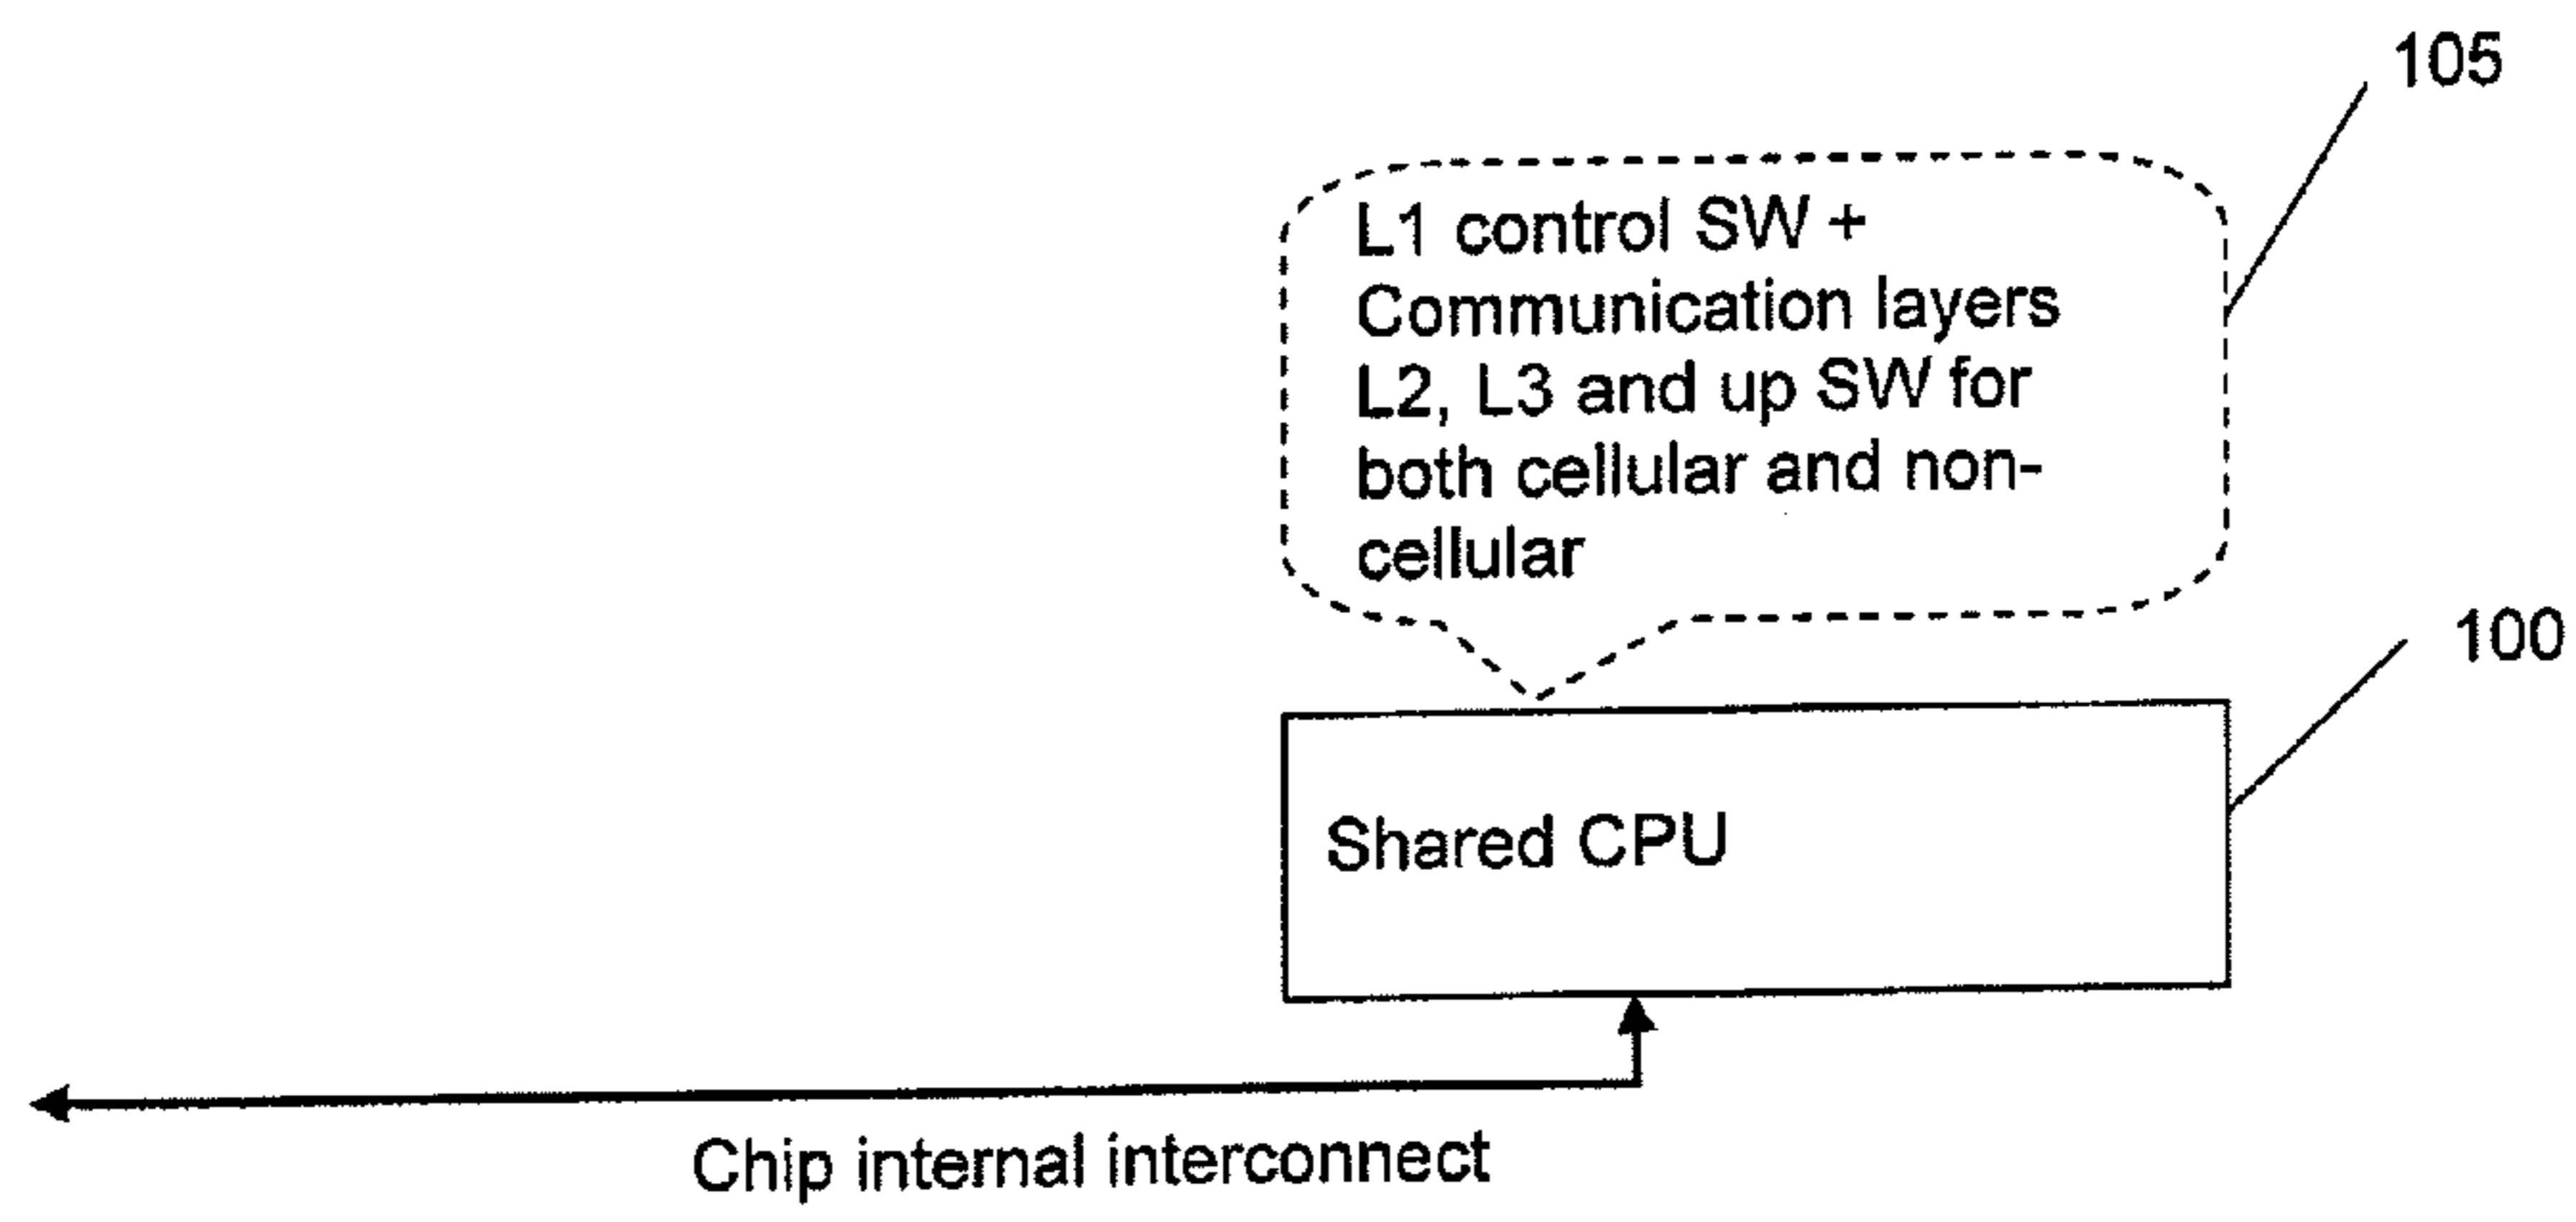 105
L1 control SW +
Communication layers
L2, L3 and up SW for
both cellular and non-
cellular
100
Shared CPU
Chip internal interconnect